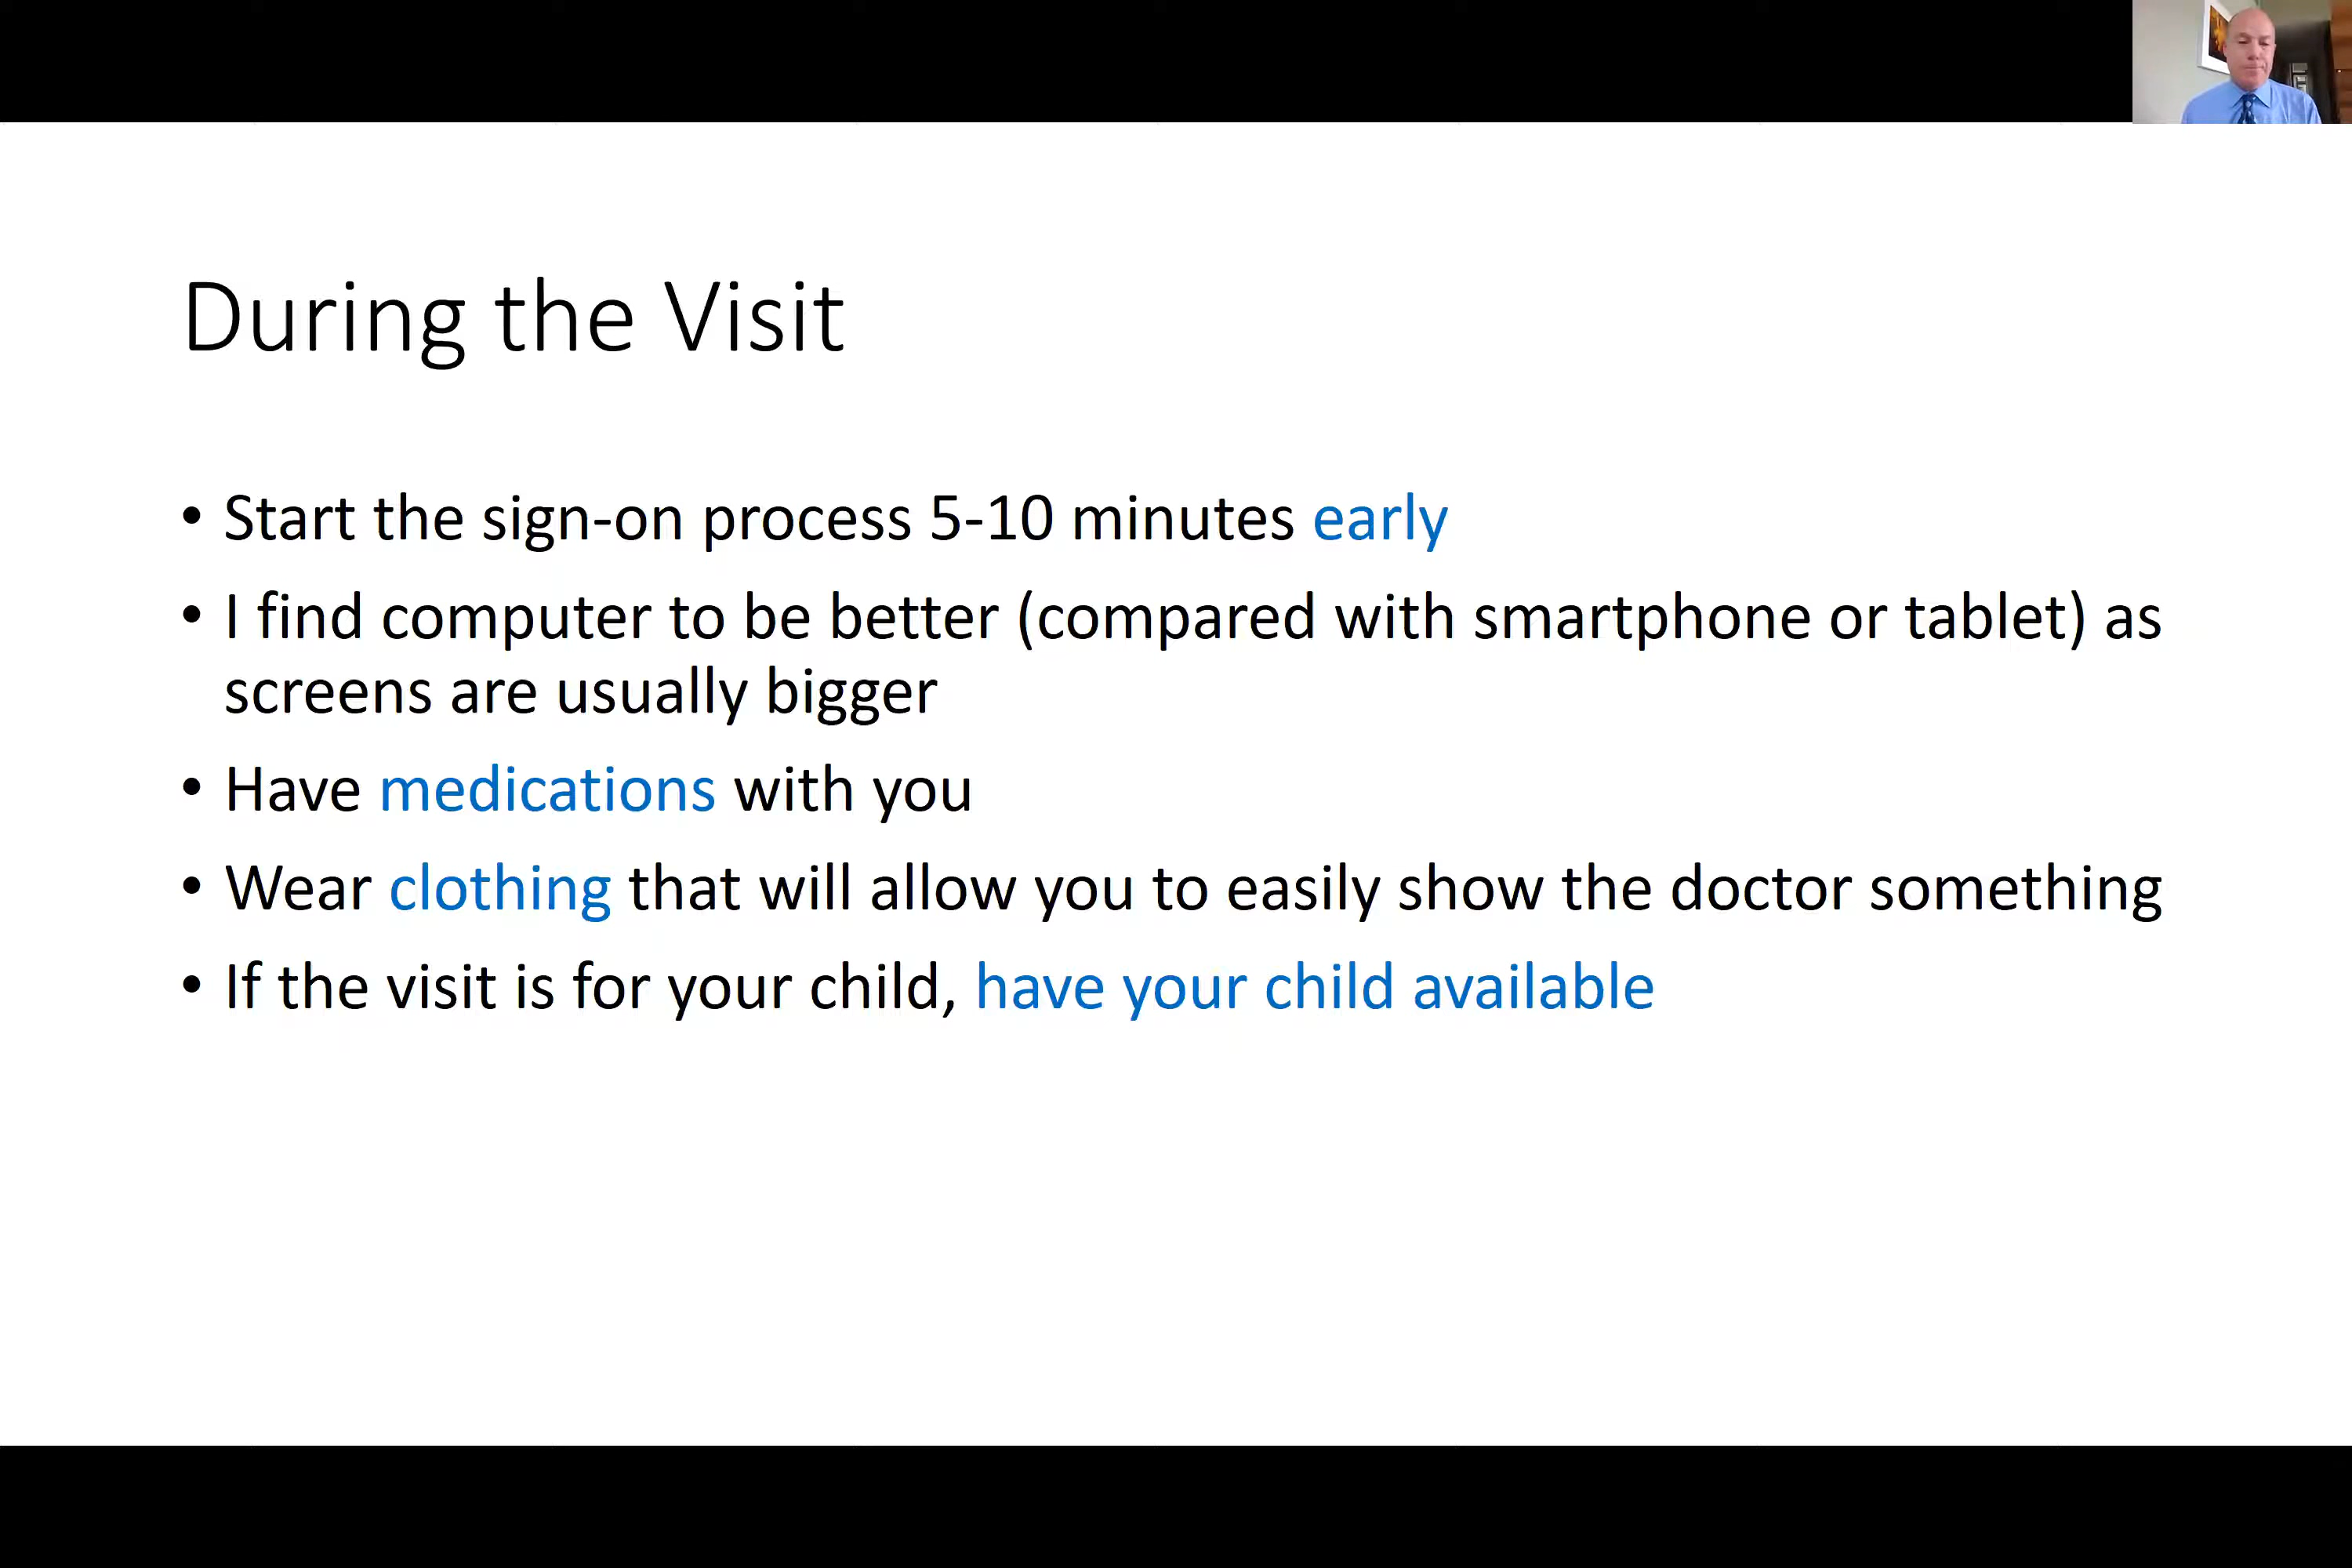 During the Visit
• Start the sign-on process 5-10 minutes early
• I find computer to be better (compared with smartphone or tablet) as
screens are usually bigger
• Have medications with you
• Wear clothing that will allow you to easily show the doctor something
• If the visit is for your child, have your child available